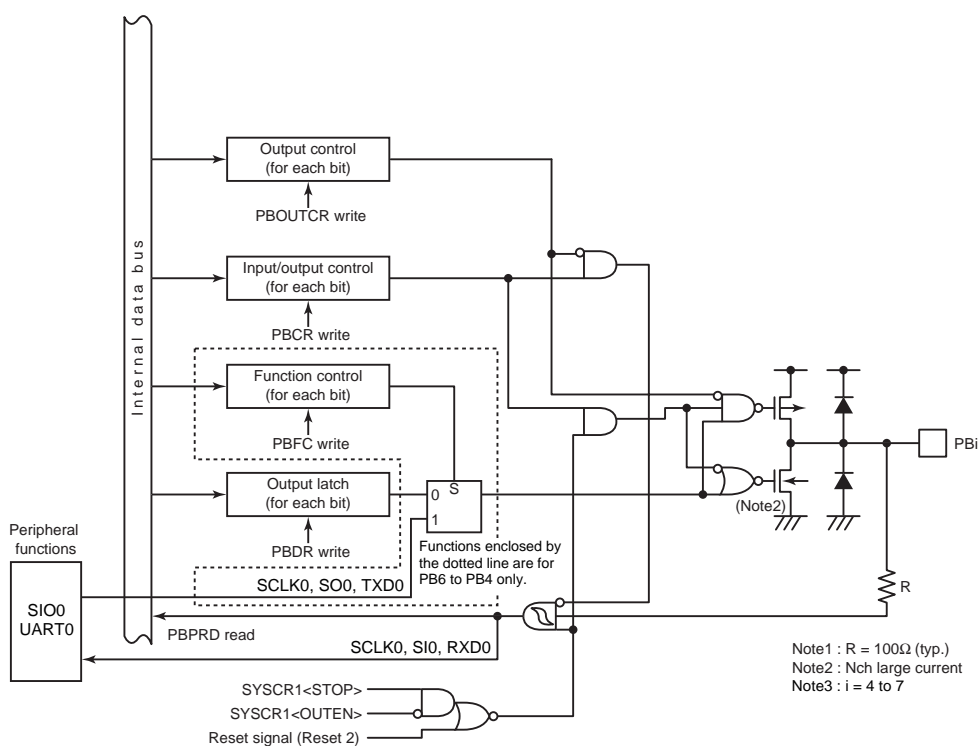 Internal data bus
Output control
(for each bit)
PBOUTCR write
Input/output control
(for each bit)
PBCR write
Function control
(for each bit)
PBFC write
Output latch
(for each bit)
PBDR write
0
S
1
Functions enclosed by
the dotted line are for
PB6 to PB4 only.
PBi
(Note2)
R
Peripheral
functions
SIO0
UART0
SCLK0, SO0, TXD0
PBPRD read
SCLK0, SI0, RXD0
SYSCR1<STOP>
SYSCR1<OUTEN>
Reset signal (Reset 2)
Note1 : R = 100Ω (typ.)
Note2 : Nch large current
Note3 : i = 4 to 7